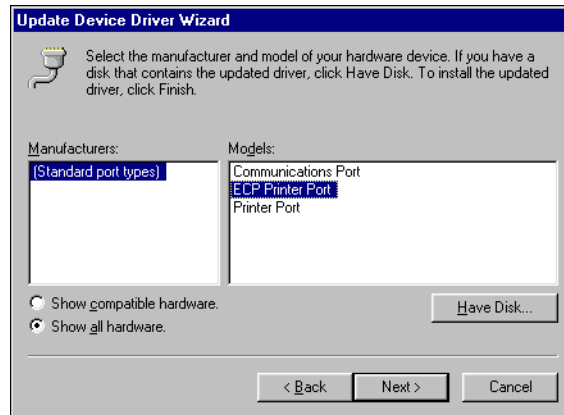 Update Device Driver Wizard
Select the manufacturer and model of your hardware device. If you have a
disk that contains the updated driver, click Have Disk. To install the updated
driver, click Finish.
Manufacturers:
Models:
(Standard port types)
Communications Port
ECP Printer Port
Printer Port
Show compatible hardware.
Show all hardware.
Have Disk...
< Back
Next >
Cancel